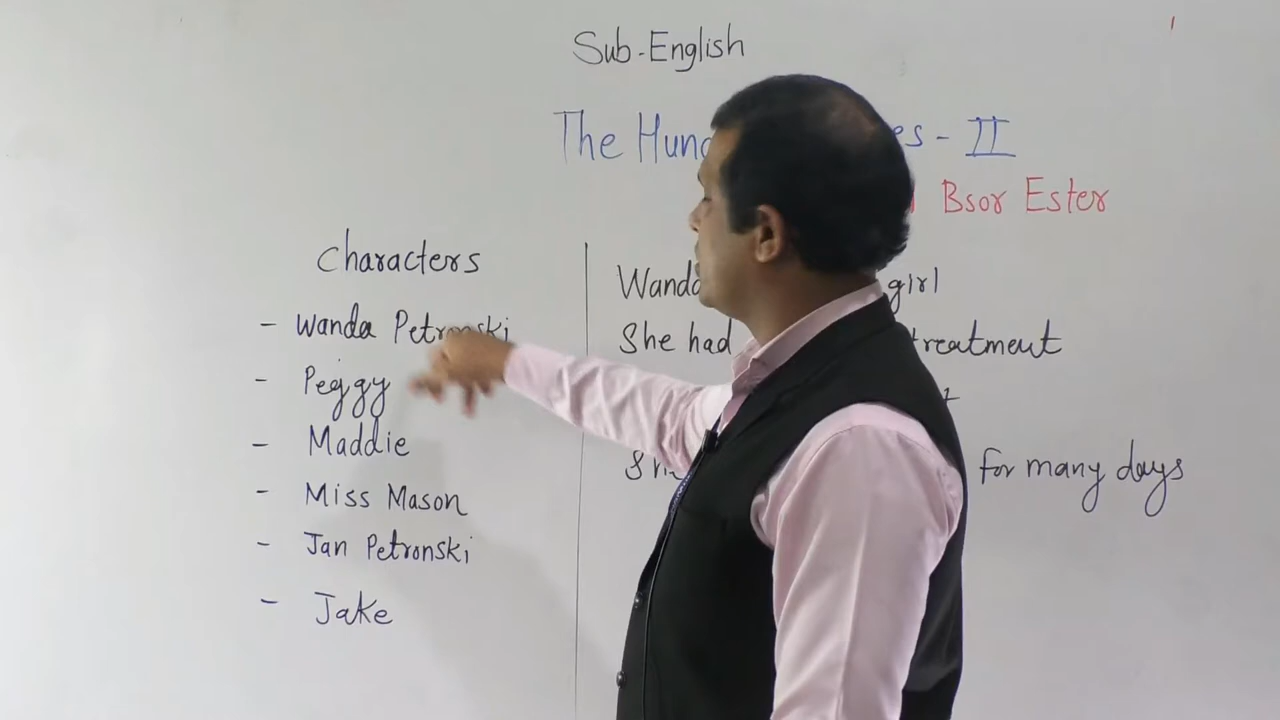 Sub-English
The Hun es - II
Bsor Ester
Characters
- Wanda Petronski
- Peggy
- Maddie
- Miss Mason
- Jan Petronski
- Jake
Wanda girl
She had treatment
She for many days